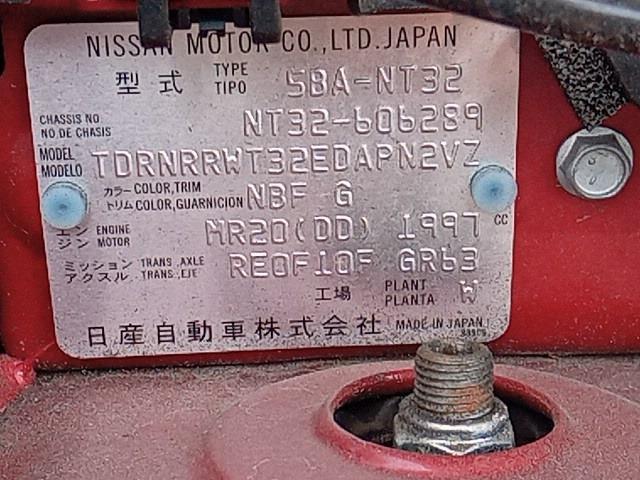 NISSAN MOTOR CO.,LTD.JAPAN
型式 TYPE TIPO 5BA-NT32
CHASSIS NO NO DE CHASIS NT32-606289
MODEL MODELO TDRNRRWT32EDAPN2VZ
カラー COLOR,TRIM トリム COLOR,GUARNICION NBF G
エンジン ENGINE MOTOR MR20(DD) 1997 CC
ミッション TRANS.,AXLE アクスル TRANS.,EJE RE0F10F GR63
工場 PLANT PLANTA W
日産自動車株式会社 MADE IN JAPAN